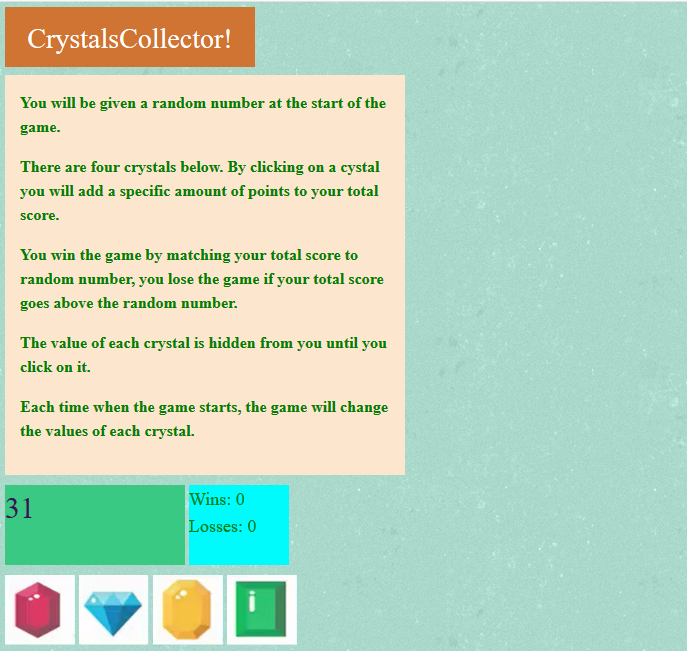 CrystalsCollector!
You will be given a random number at the start of the
game.
There are four crystals below. By clicking on a cystal
you will add a specific amount of points to your total
score.
You win the game by matching your total score to
random number, you lose the game if your total score
goes above the random number.
The value of each crystal is hidden from you until you
click on it.
Each time when the game starts, the game will change
the values of each crystal.
31
Wins: 0
Losses: 0